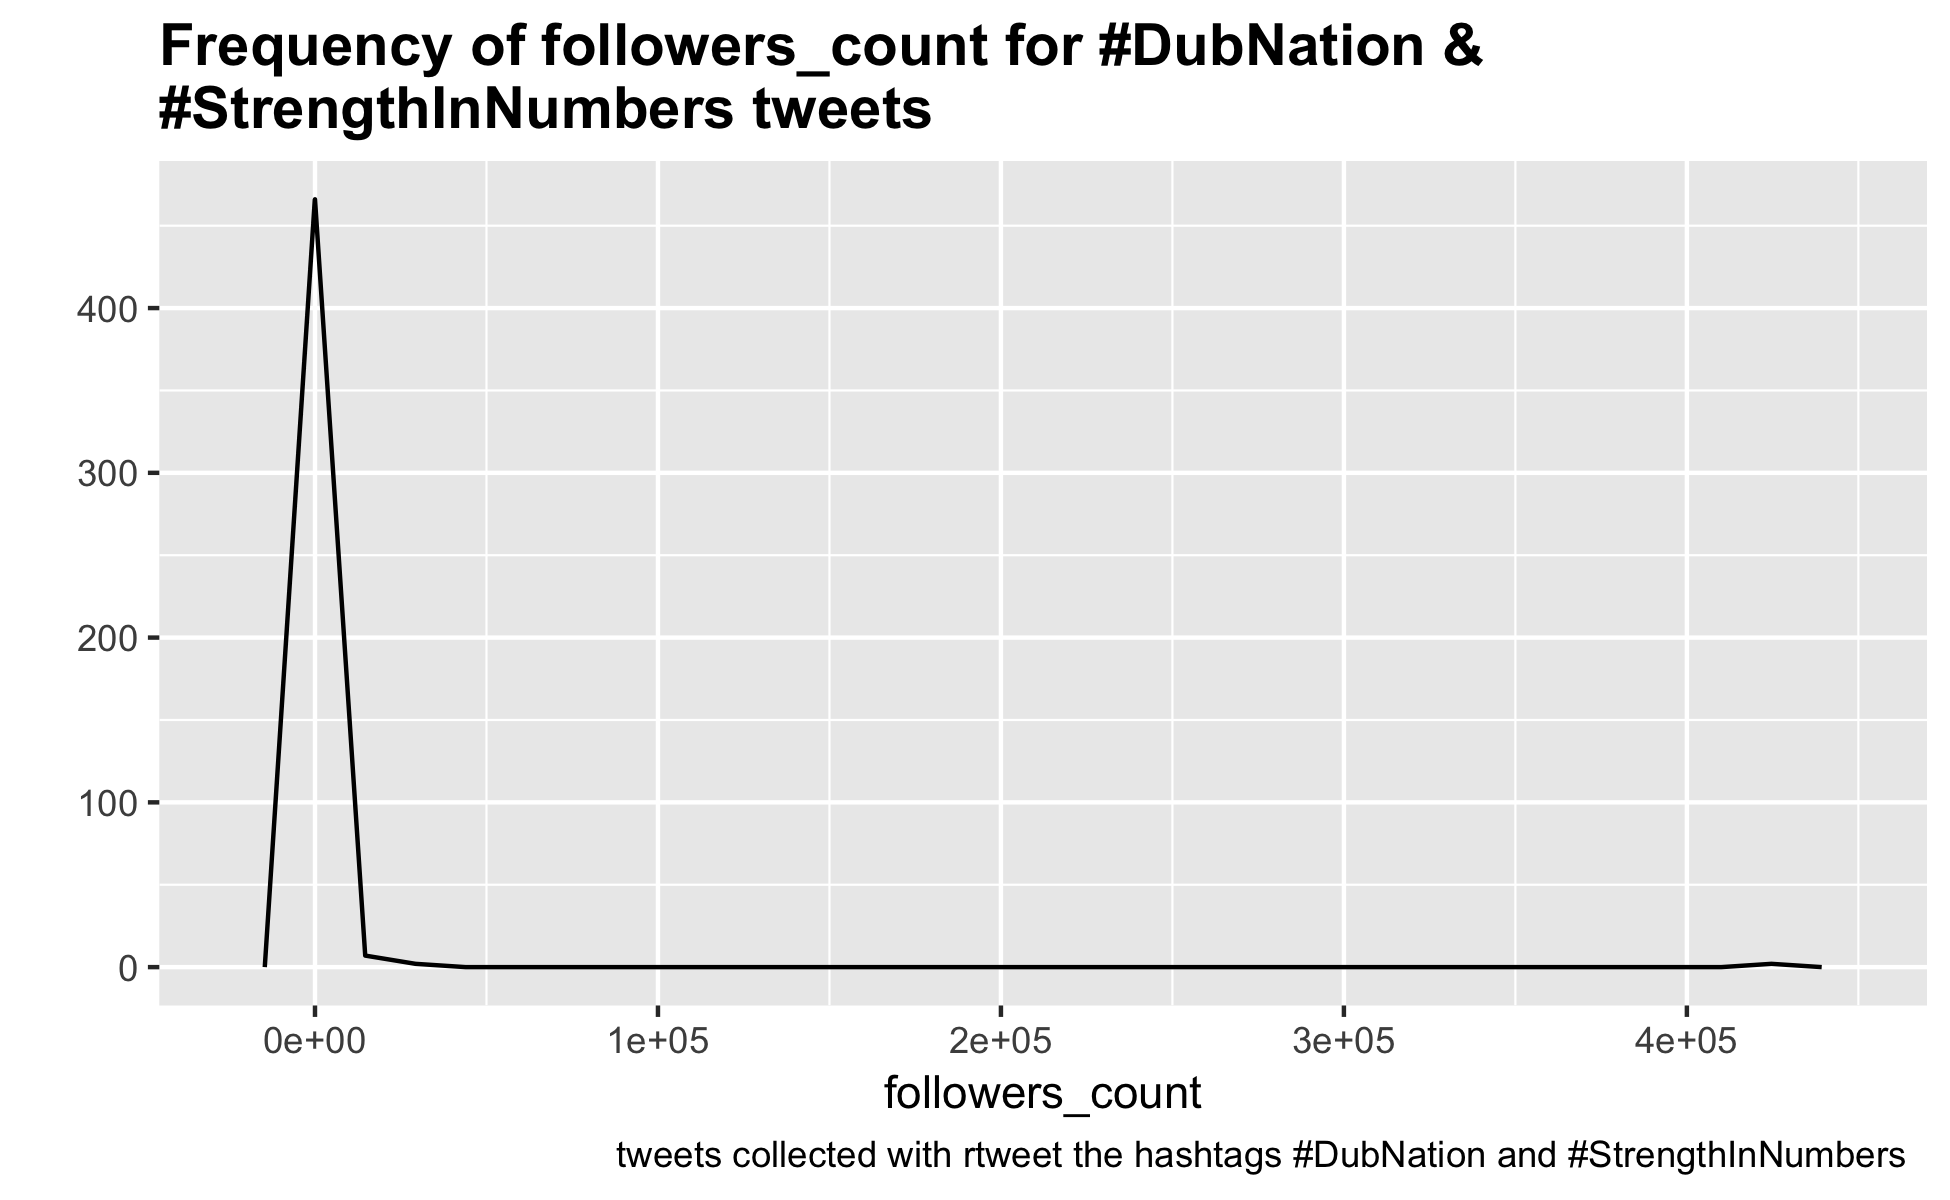 Frequency of followers_count for #DubNation &
#StrengthInNumbers tweets
400
300
200
100
0
0e+00 1e+05 2e+05 3e+05 4e+05
followers_count
tweets collected with rtweet the hashtags #DubNation and #StrengthInNumbers